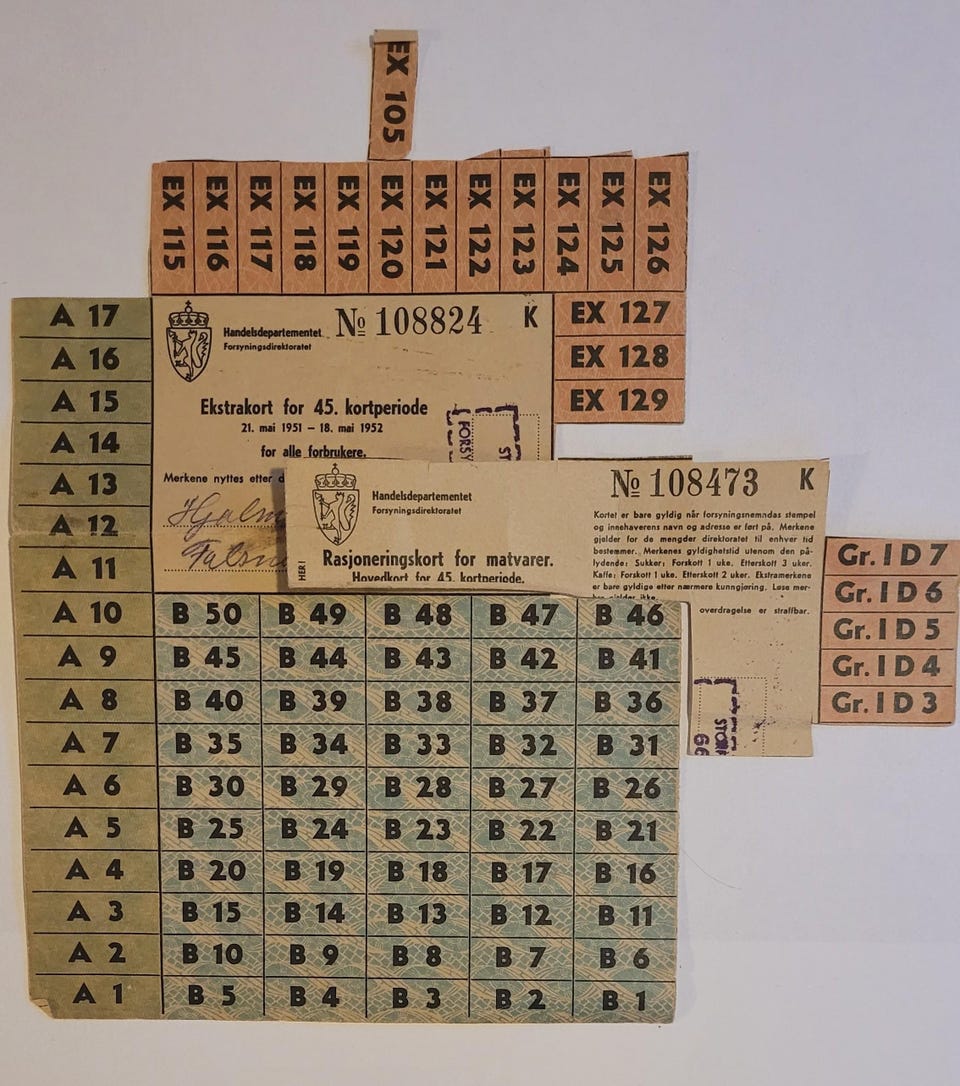 EX 105
EX 115 EX 116 EX 117 EX 118 EX 119 EX 120 EX 121 EX 122 EX 123 EX 124 EX 125 EX 126
EX 127
EX 128
EX 129
A 17
A 16
A 15
A 14
A 13
A 12
A 11
A 10
A 9
A 8
A 7
A 6
A 5
A 4
A 3
A 2
A 1
Handelsdepartementet № 108824 K
Forsyningsdirektoratet
Ekstrakort for 45. kortperiode
21. mai 1951 – 18. mai 1952
for alle forbrukere.
Merkene nyttes etter d
FORSY
ST
Hjalm
HER!
Handelsdepartementet № 108473 K
Forsyningsdirektoratet
Rasjoneringskort for matvarer.
Hovedkort for 45. kortperiode.
Kortet er bare gyldig når forsyningsnemndas stempel
og innehaverens navn og adresse er ført på. Merkene
gjelder for de mengder direktoratet til enhver tid
bestemmer. Merkenes gyldighetstid utenom den på-
lydende: Sukker: Forskott 1 uke. Etterskott 3 uker.
Kaffe: Forskott 1 uke. Etterskott 2 uker. Ekstramerkene
er bare gyldige etter nærmere kunngjøring. Løse mer-
ikke.
overdragelse er straffbar.
66
Gr. I D 7
Gr. I D 6
Gr. I D 5
Gr. I D 4
Gr. I D 3
B 50 B 49 B 48 B 47 B 46
B 45 B 44 B 43 B 42 B 41
B 40 B 39 B 38 B 37 B 36
B 35 B 34 B 33 B 32 B 31
B 30 B 29 B 28 B 27 B 26
B 25 B 24 B 23 B 22 B 21
B 20 B 19 B 18 B 17 B 16
B 15 B 14 B 13 B 12 B 11
B 10 B 9 B 8 B 7 B 6
B 5 B 4 B 3 B 2 B 1